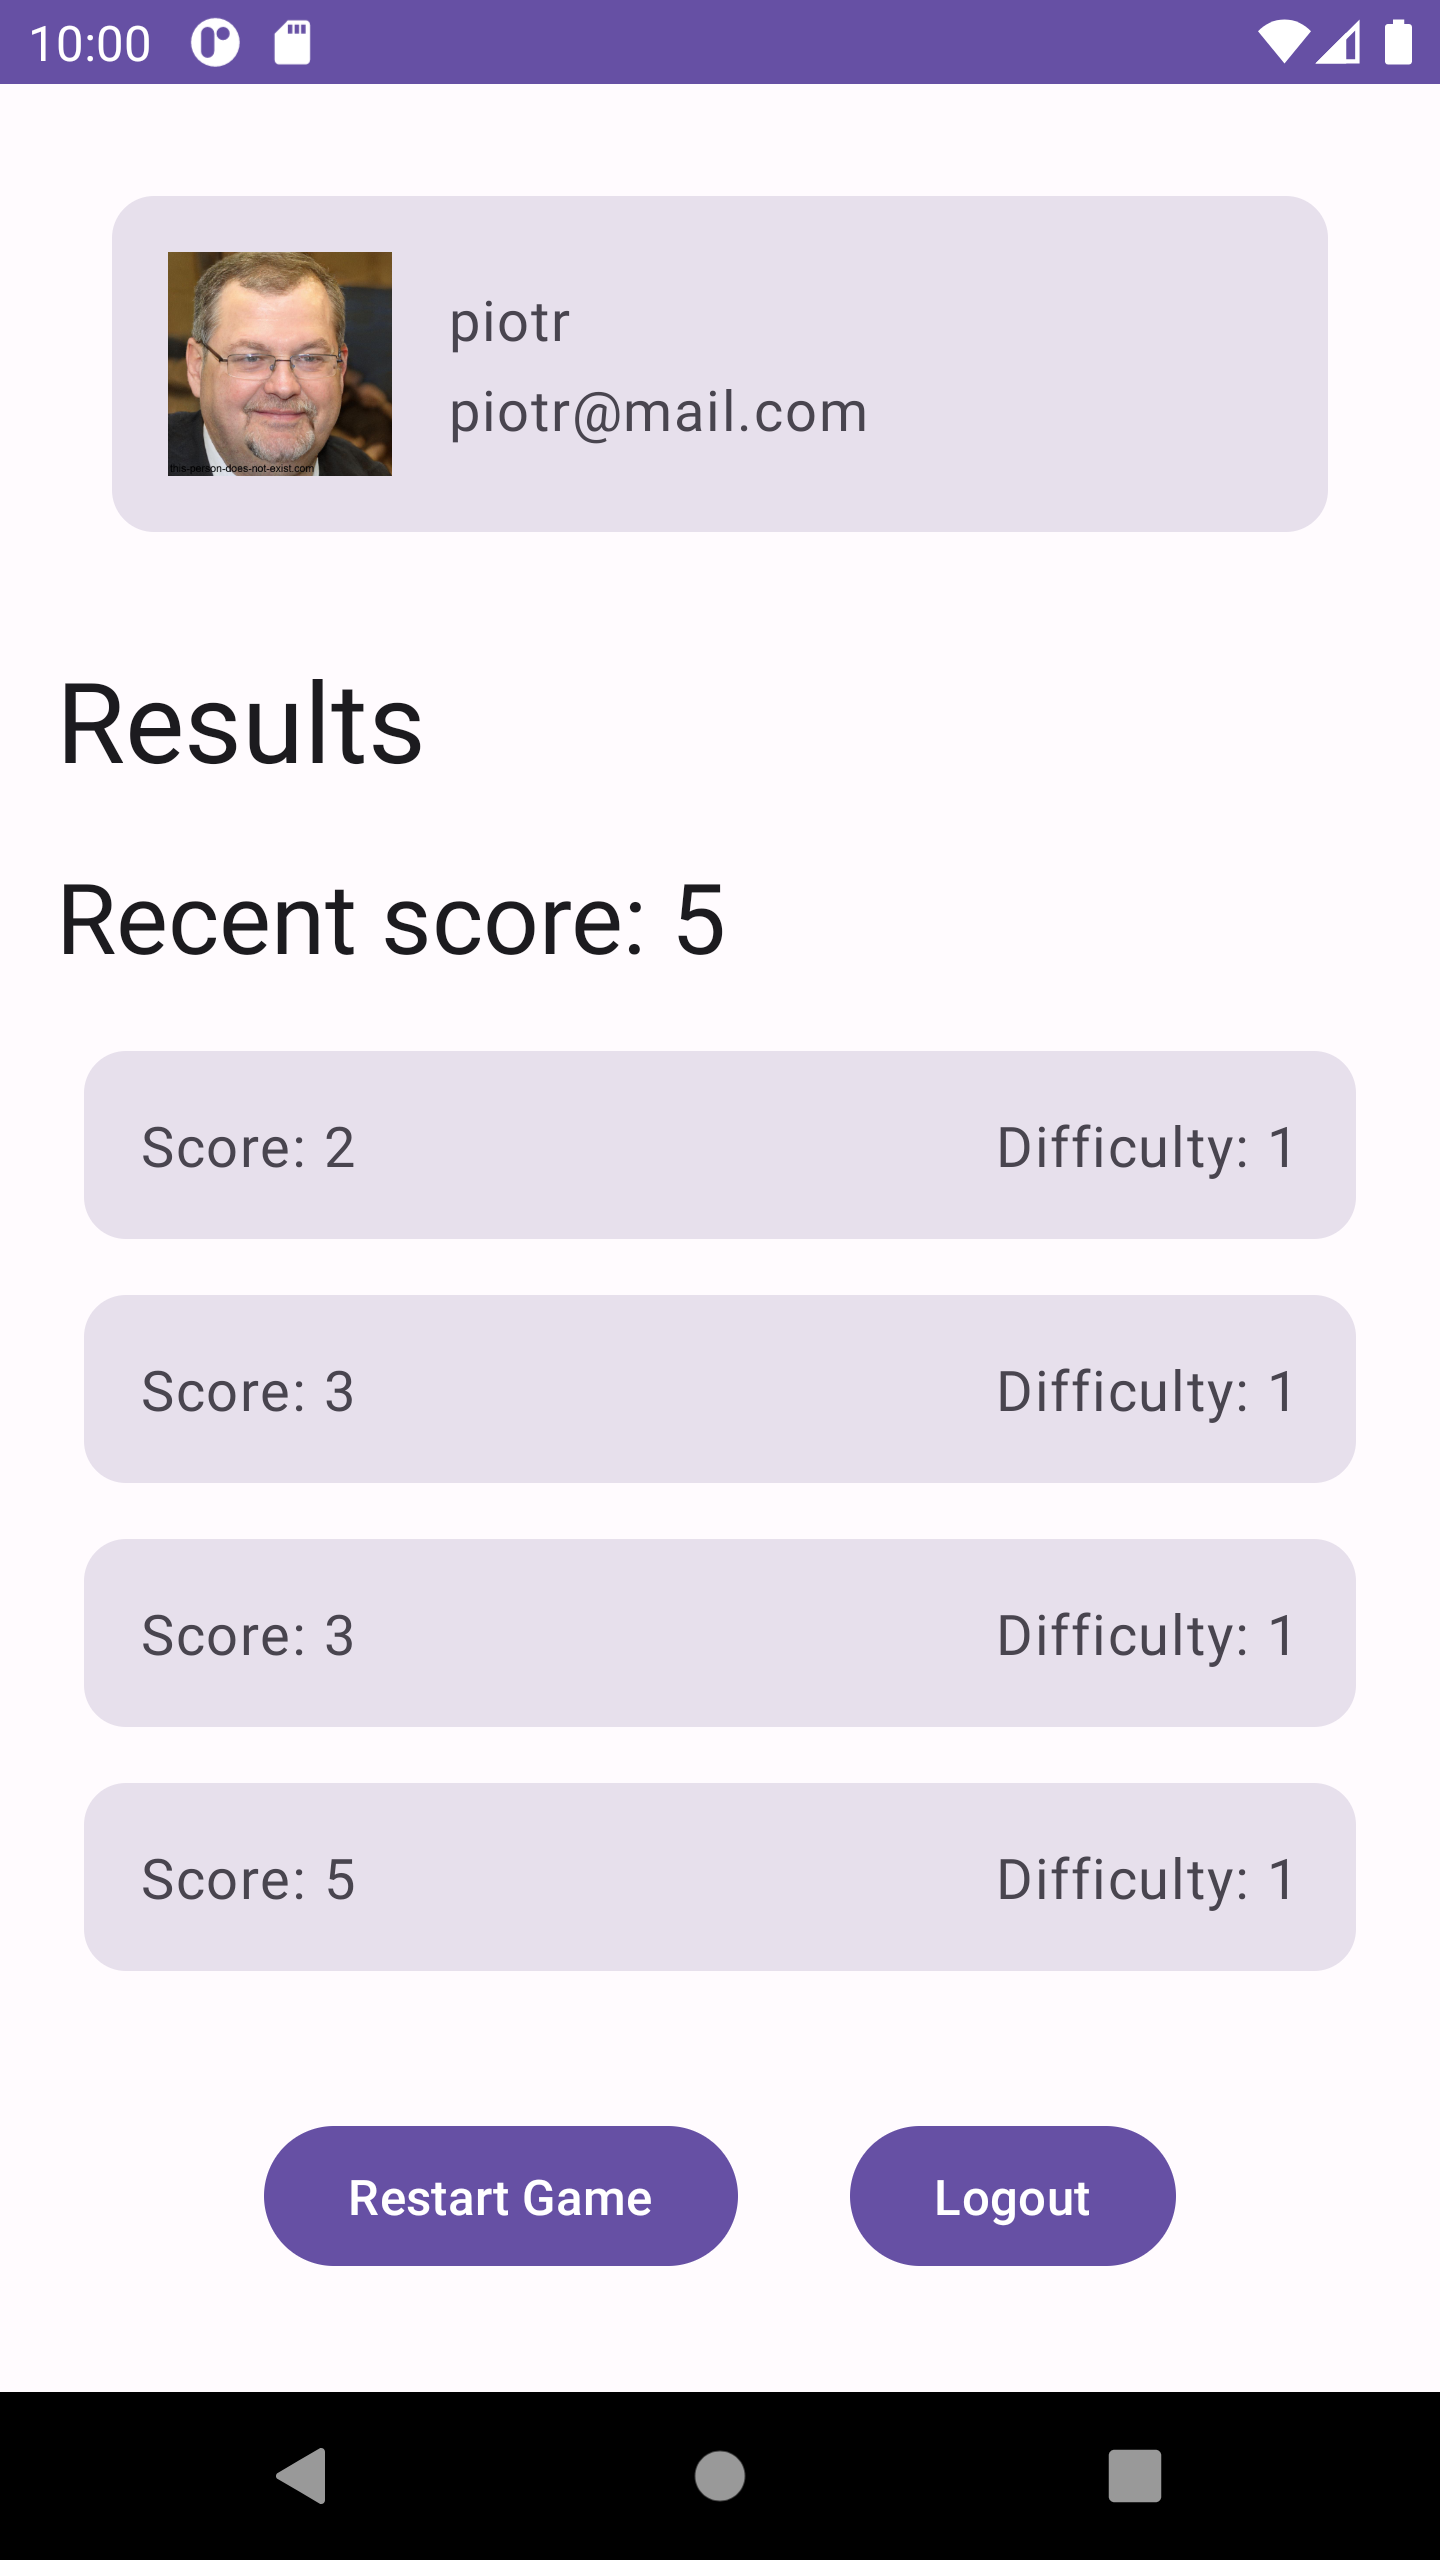 10:00
piotr
piotr@mail.com
this-person-does-not-exist.com
Results
Recent score: 5
Score: 2 Difficulty: 1
Score: 3 Difficulty: 1
Score: 3 Difficulty: 1
Score: 5 Difficulty: 1
Restart Game Logout